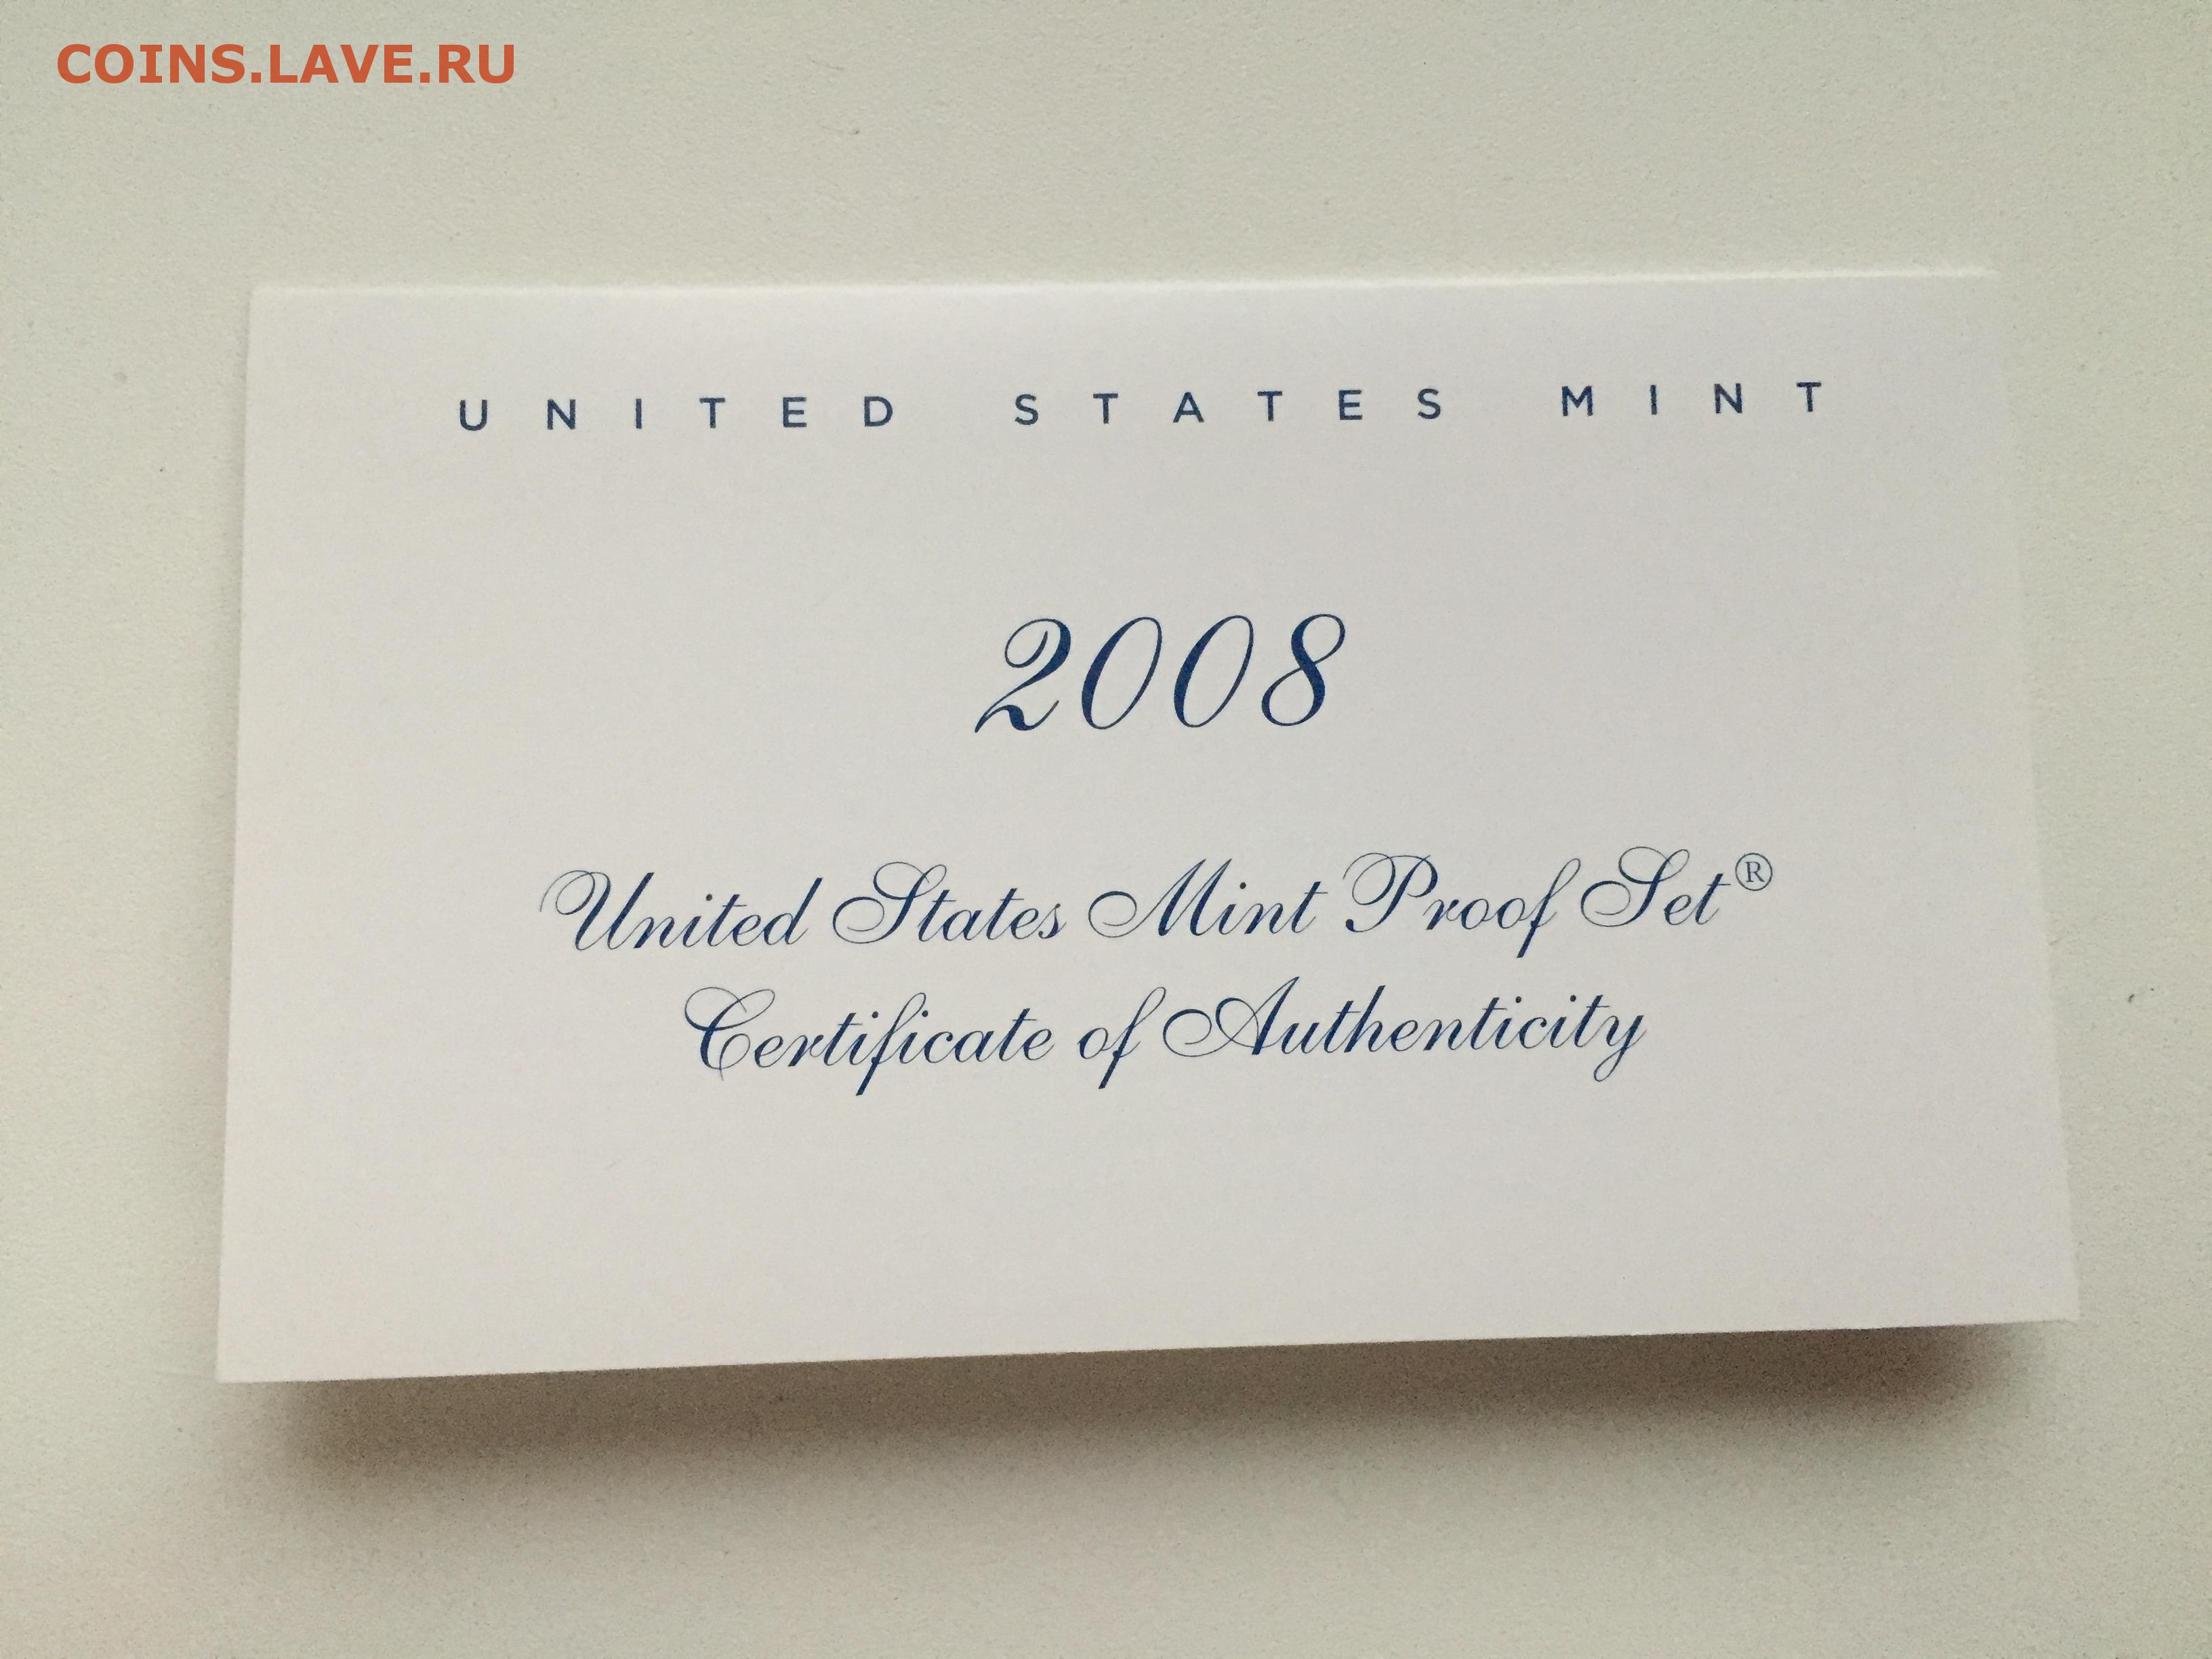 COINS.LAVE.RU
UNITED STATES MINT
2008
United States Mint Proof Set®
Certificate of Authenticity